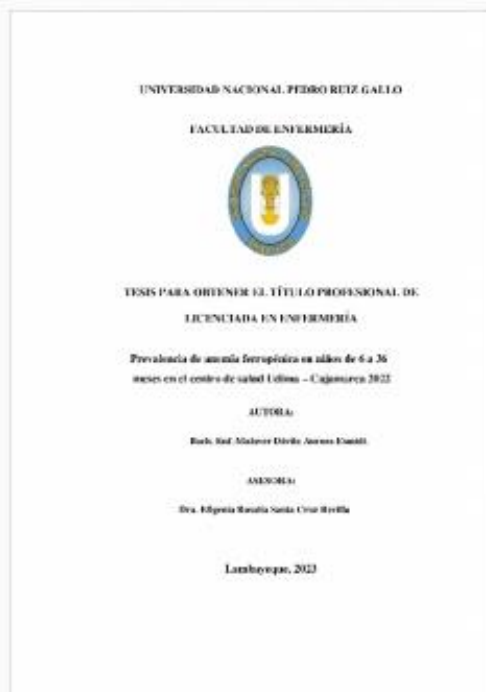 UNIVERSIDAD NACIONAL PEDRO RUIZ GALLO
FACULTAD DE ENFERMERÍA
TESIS PARA OBTENER EL TÍTULO PROFESIONAL DE
LICENCIADA EN ENFERMERÍA
Prevalencia de anemia ferropénica en niños de 6 a 36
meses en el centro de salud Udima – Cajamarca 2022
AUTORA:
Bach. Enf. Malaver Dávila Aurora
ASESORA:
Dra. Efigenia Rosalía Santa Cruz Revilla
Lambayeque, 2023